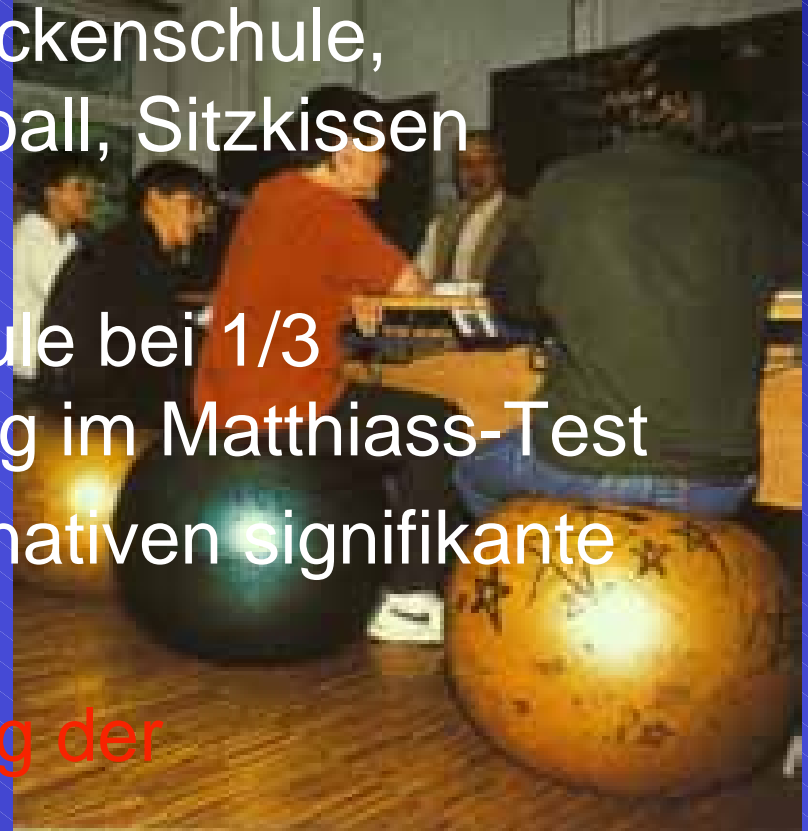 ckenschule,
ball, Sitzkissen
ule bei 1/3
g im Matthiass-Test
nativen signifikante
g der